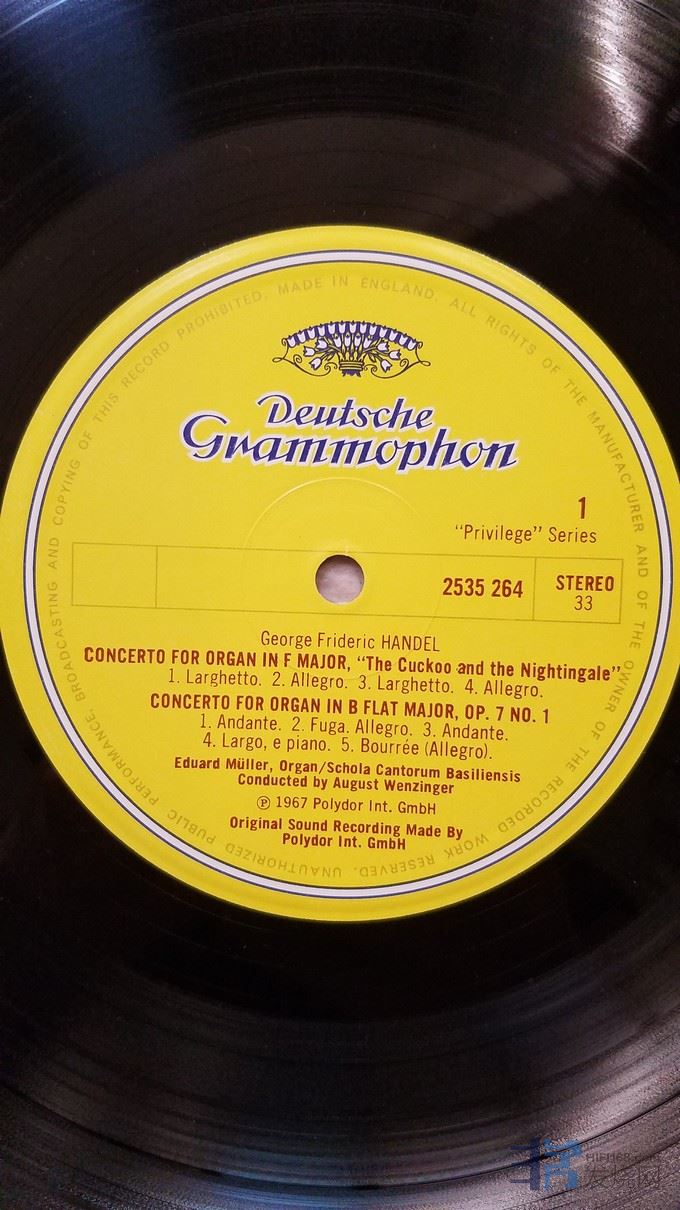 Deutsche
Grammophon
1
"Privilege" Series
2535 264
STEREO
33
George Frideric HANDEL
CONCERTO FOR ORGAN IN F MAJOR, "The Cuckoo and the Nightingale"
1. Larghetto. 2. Allegro. 3. Larghetto. 4. Allegro.
CONCERTO FOR ORGAN IN B FLAT MAJOR, OP. 7 NO. 1
1. Andante. 2. Fuga. Allegro. 3. Andante.
4. Largo, e piano. 5. Bourrée (Allegro).
Eduard Müller, Organ/Schola Cantorum Basiliensis
Conducted by August Wenzinger
Ⓟ 1967 Polydor Int. GmbH
Original Sound Recording Made By
Polydor Int. GmbH
MADE IN ENGLAND. ALL RIGHTS OF THE MANUFACTURER AND OF THE OWNER OF THE RECORDED WORK RESERVED. UNAUTHORIZED PUBLIC PERFORMANCE, BROADCASTING AND COPYING OF THIS RECORD PROHIBITED.
HIFI168.com
发烧网